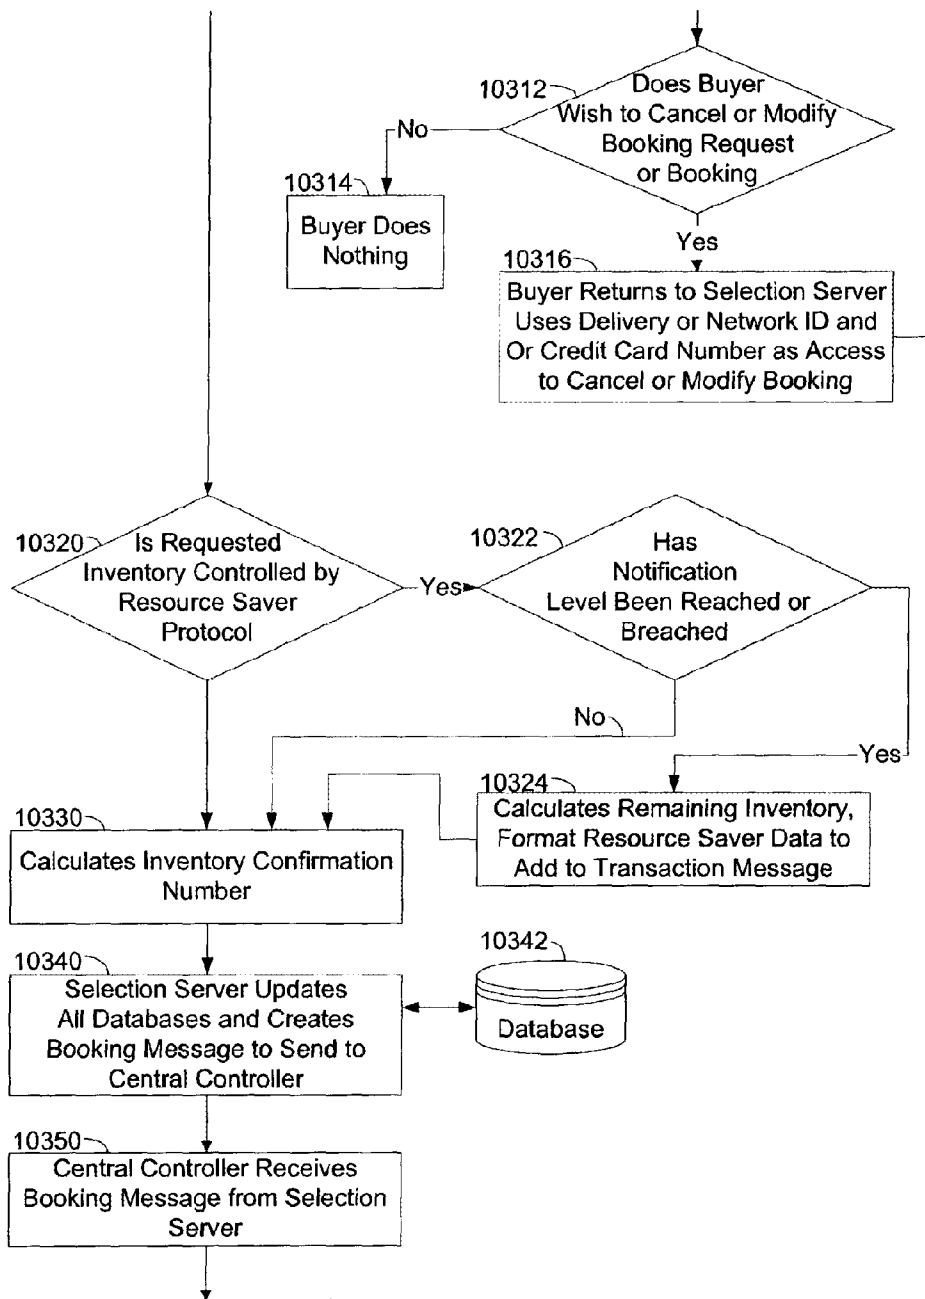 10312
Does Buyer
Wish to Cancel or Modify
Booking Request
or Booking
No
10314
Buyer Does
Nothing
Yes
10316
Buyer Returns to Selection Server
Uses Delivery or Network ID and
Or Credit Card Number as Access
to Cancel or Modify Booking
10320
Is Requested
Inventory Controlled by
Resource Saver
Protocol
Yes
10322
Has
Notification
Level Been Reached or
Breached
No
Yes
10324
Calculates Remaining Inventory,
Format Resource Saver Data to
Add to Transaction Message
10330
Calculates Inventory Confirmation
Number
10340
Selection Server Updates
All Databases and Creates
Booking Message to Send to
Central Controller
10342
Database
10350
Central Controller Receives
Booking Message from Selection
Server